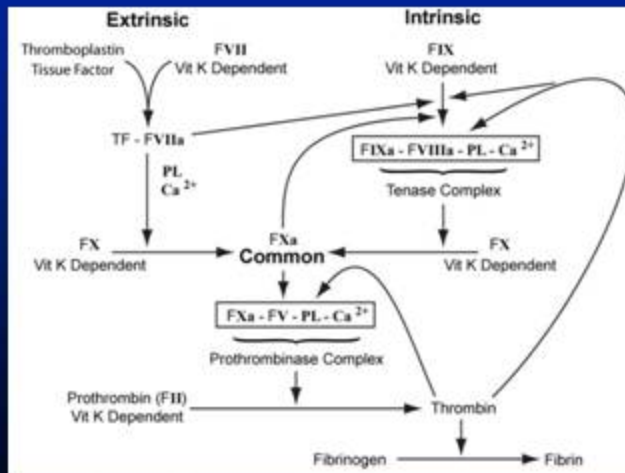 Extrinsic
Intrinsic
Thromboplastin
Tissue Factor
FVII
Vit K Dependent
FIX
Vit K Dependent
TF - FVIIa
PL
Ca 2+
FIXa - FVIIIa - PL - Ca 2+
Tenase Complex
FX
Vit K Dependent
FXa
Common
FX
Vit K Dependent
FXa - FV - PL - Ca 2+
Prothrombinase Complex
Prothrombin (FII)
Vit K Dependent
Thrombin
Fibrinogen
Fibrin